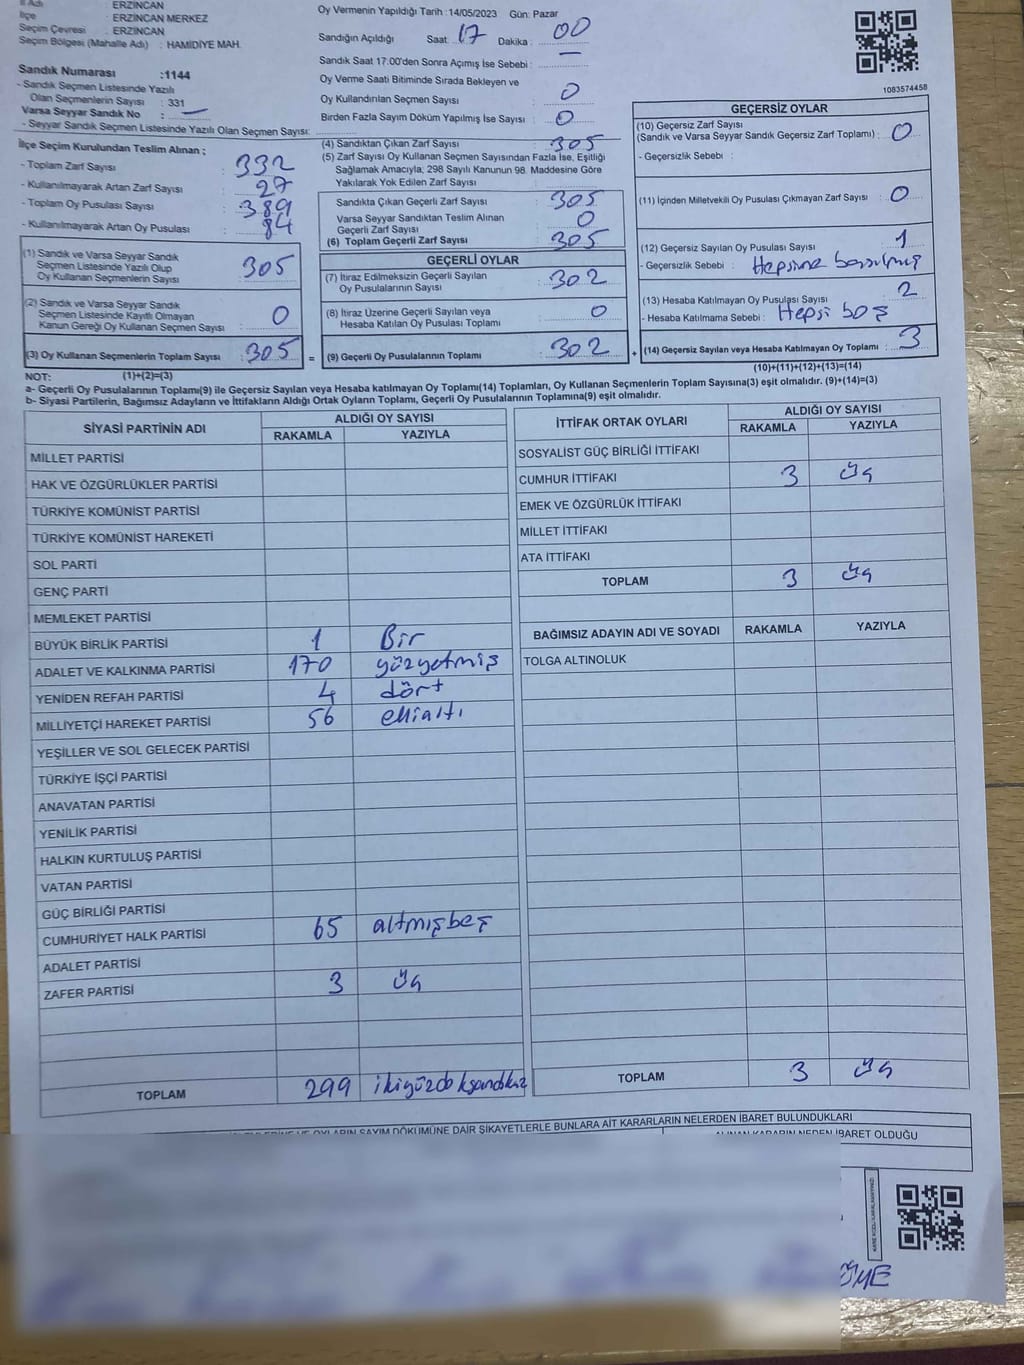 İl Adı : ERZİNCAN
İlçe : ERZİNCAN MERKEZ
Seçim Çevresi : ERZİNCAN
Seçim Bölgesi (Mahalle Adı) : HAMİDİYE MAH.
Sandık Numarası :1144
- Sandık Seçmen Listesinde Yazılı
Olan Seçmenlerin Sayısı : 331
Varsa Seyyar Sandık No : —
- Seyyar Sandık Seçmen Listesinde Yazılı Olan Seçmen Sayısı:
Oy Vermenin Yapıldığı Tarih :14/05/2023 Gün: Pazar
Sandığın Açıldığı Saat: 17 Dakika : 00
Sandık Saat 17:00'den Sonra Açılmış İse Sebebi : —
Oy Verme Saati Bitiminde Sırada Bekleyen ve
Oy Kullandırılan Seçmen Sayısı : 0
Birden Fazla Sayım Döküm Yapılmış İse Sayısı : 0
1083574458
İlçe Seçim Kurulundan Teslim Alınan ;
- Toplam Zarf Sayısı : 332
- Kullanılmayarak Artan Zarf Sayısı : 27
- Toplam Oy Pusulası Sayısı : 389
- Kullanılmayarak Artan Oy Pusulası : 84
(1) Sandık ve Varsa Seyyar Sandık
Seçmen Listesinde Yazılı Olup
Oy Kullanan Seçmenlerin Sayısı : 305
(2) Sandık ve Varsa Seyyar Sandık
Seçmen Listesinde Kayıtlı Olmayan
Kanun Gereği Oy Kullanan Seçmen Sayısı : 0
(3) Oy Kullanan Seçmenlerin Toplam Sayısı : 305 =
(4) Sandıktan Çıkan Zarf Sayısı : 305
(5) Zarf Sayısı Oy Kullanan Seçmen Sayısından Fazla İse, Eşitliği
Sağlamak Amacıyla; 298 Sayılı Kanunun 98. Maddesine Göre
Yakılarak Yok Edilen Zarf Sayısı :
Sandıkta Çıkan Geçerli Zarf Sayısı : 305
Varsa Seyyar Sandıktan Teslim Alınan
Geçerli Zarf Sayısı : 0
(6) Toplam Geçerli Zarf Sayısı : 305
GEÇERLİ OYLAR
(7) İtiraz Edilmeksizin Geçerli Sayılan
Oy Pusulalarının Sayısı : 302
(8) İtiraz Üzerine Geçerli Sayılan veya
Hesaba Katılan Oy Pusulası Toplamı : 0
(9) Geçerli Oy Pusulalarının Toplamı : 302 +
GEÇERSİZ OYLAR
(10) Geçersiz Zarf Sayısı
(Sandık ve Varsa Seyyar Sandık Geçersiz Zarf Toplamı) : 0
- Geçersizlik Sebebi :
(11) İçinden Milletvekili Oy Pusulası Çıkmayan Zarf Sayısı : 0
(12) Geçersiz Sayılan Oy Pusulası Sayısı : 1
- Geçersizlik Sebebi : Hepsine basılmış
(13) Hesaba Katılmayan Oy Pusulası Sayısı : 2
- Hesaba Katılmama Sebebi : Hepsi boş
(14) Geçersiz Sayılan veya Hesaba Katılmayan Oy Toplamı : 3
NOT: (1)+(2)=(3) (10)+(11)+(12)+(13)=(14)
a- Geçerli Oy Pusulalarının Toplamı(9) ile Geçersiz Sayılan veya Hesaba katılmayan Oy Toplamı(14) Toplamları, Oy Kullanan Seçmenlerin Toplam Sayısına(3) eşit olmalıdır. (9)+(14)=(3)
b- Siyasi Partilerin, Bağımsız Adayların ve İttifakların Aldığı Ortak Oyların Toplamı, Geçerli Oy Pusulalarının Toplamına(9) eşit olmalıdır.
SİYASİ PARTİNİN ADI ALDIĞI OY SAYISI
RAKAMLA YAZIYLA
MİLLET PARTİSİ
HAK VE ÖZGÜRLÜKLER PARTİSİ
TÜRKİYE KOMÜNİST PARTİSİ
TÜRKİYE KOMÜNİST HAREKETİ
SOL PARTİ
GENÇ PARTİ
MEMLEKET PARTİSİ
BÜYÜK BİRLİK PARTİSİ 1 Bir
ADALET VE KALKINMA PARTİSİ 170 yüzyetmiş
YENİDEN REFAH PARTİSİ 4 dört
MİLLİYETÇİ HAREKET PARTİSİ 56 ellialtı
YEŞİLLER VE SOL GELECEK PARTİSİ
TÜRKİYE İŞÇİ PARTİSİ
ANAVATAN PARTİSİ
YENİLİK PARTİSİ
HALKIN KURTULUŞ PARTİSİ
VATAN PARTİSİ
GÜÇ BİRLİĞİ PARTİSİ
CUMHURİYET HALK PARTİSİ 65 altmışbeş
ADALET PARTİSİ
ZAFER PARTİSİ 3 üç
TOPLAM 299 ikiyüzdoksandokuz
İTTİFAK ORTAK OYLARI ALDIĞI OY SAYISI
RAKAMLA YAZIYLA
SOSYALİST GÜÇ BİRLİĞİ İTTİFAKI
CUMHUR İTTİFAKI 3 üç
EMEK VE ÖZGÜRLÜK İTTİFAKI
MİLLET İTTİFAKI
ATA İTTİFAKI
TOPLAM 3 üç
BAĞIMSIZ ADAYIN ADI VE SOYADI RAKAMLA YAZIYLA
TOLGA ALTINOLUK
TOPLAM 3 üç
OYLARIN SAYIM DÖKÜMÜNE DAİR ŞİKAYETLERLE BUNLARA AİT KARARLARIN NELERDEN İBARET BULUNDUKLARI
ALINAN KARARIN NEDEN İBARET OLDUĞU